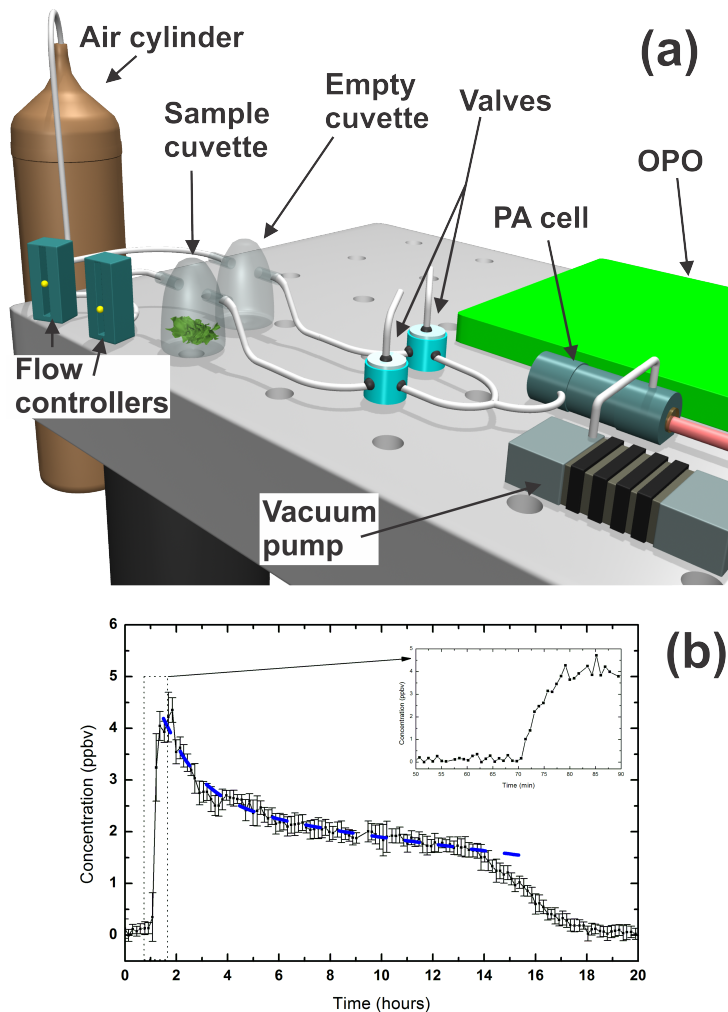 (a)
Air cylinder
Sample
cuvette
Empty
cuvette
Valves
OPO
PA cell
Flow
controllers
Vacuum
pump
(b)
6
5
4
3
2
1
0
Concentration (ppbv)
0 2 4 6 8 10 12 14 16 18 20
Time (hours)
5
4
3
2
1
0
Concentration (ppbv)
50 55 60 65 70 75 80 85 90
Time (min)